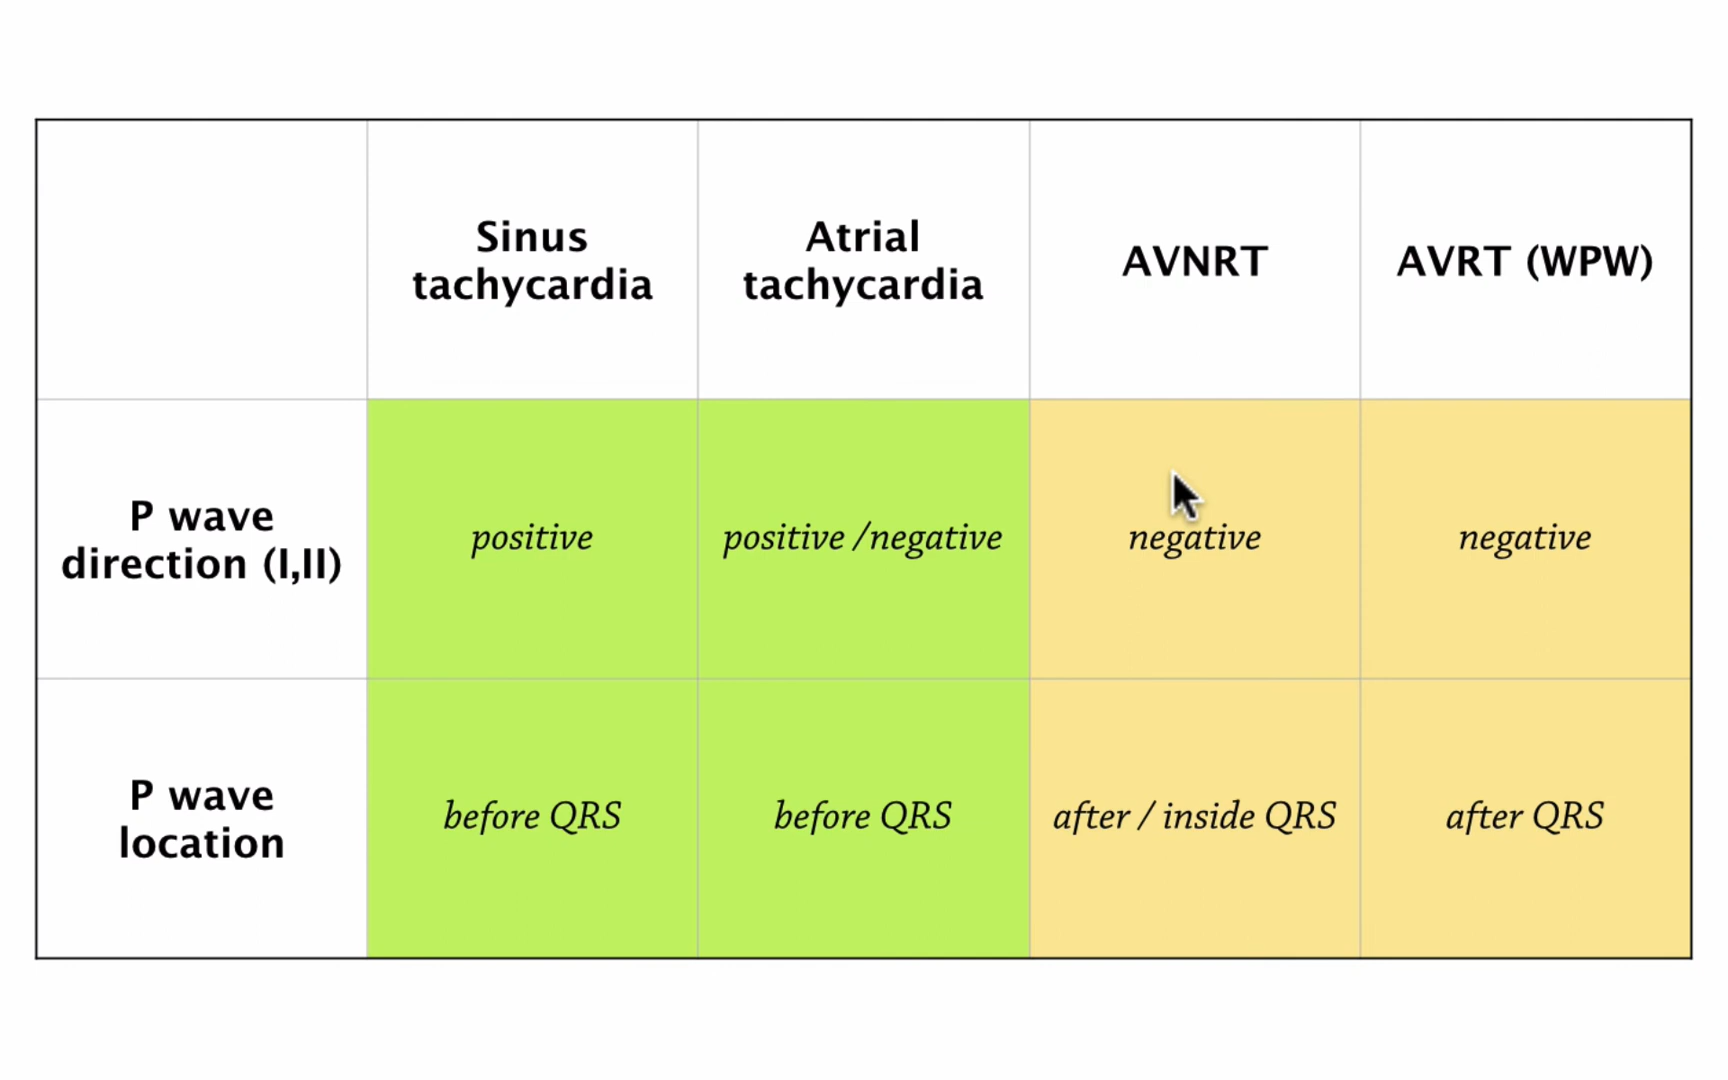 Sinus
tachycardia
Atrial
tachycardia
AVNRT
AVRT (WPW)
P wave
direction (I,II)
positive
positive /negative
negative
negative
P wave
location
before QRS
before QRS
after / inside QRS
after QRS